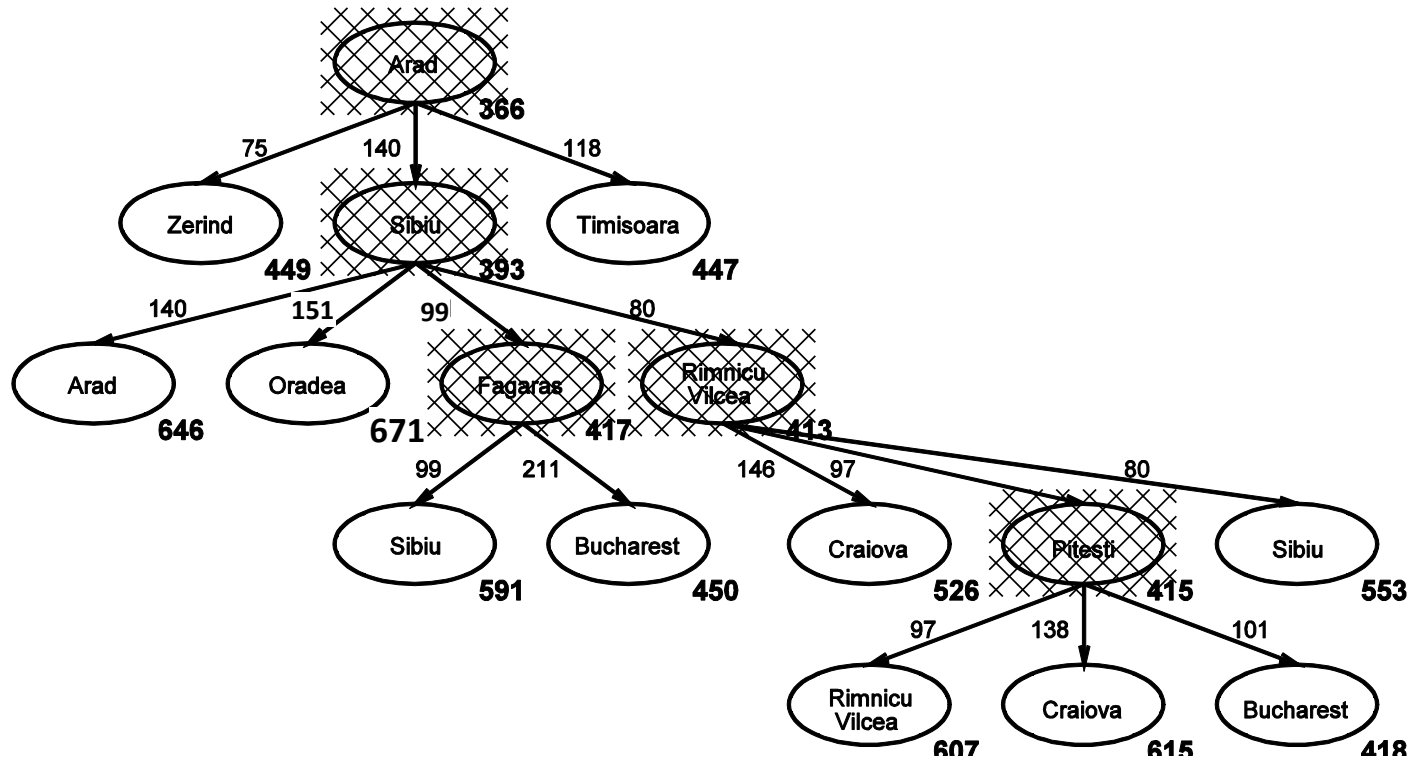 Arad
366
75
140
118
Zerind
Sibiu
Timisoara
449
393
447
140
151
99
80
Arad
Oradea
Fagaras
Rimnicu
Vilcea
646
671
417
413
99
211
146
97
80
Sibiu
Bucharest
Craiova
Pitesti
Sibiu
591
450
526
415
553
97
138
101
Rimnicu
Vilcea
Craiova
Bucharest
607
615
418